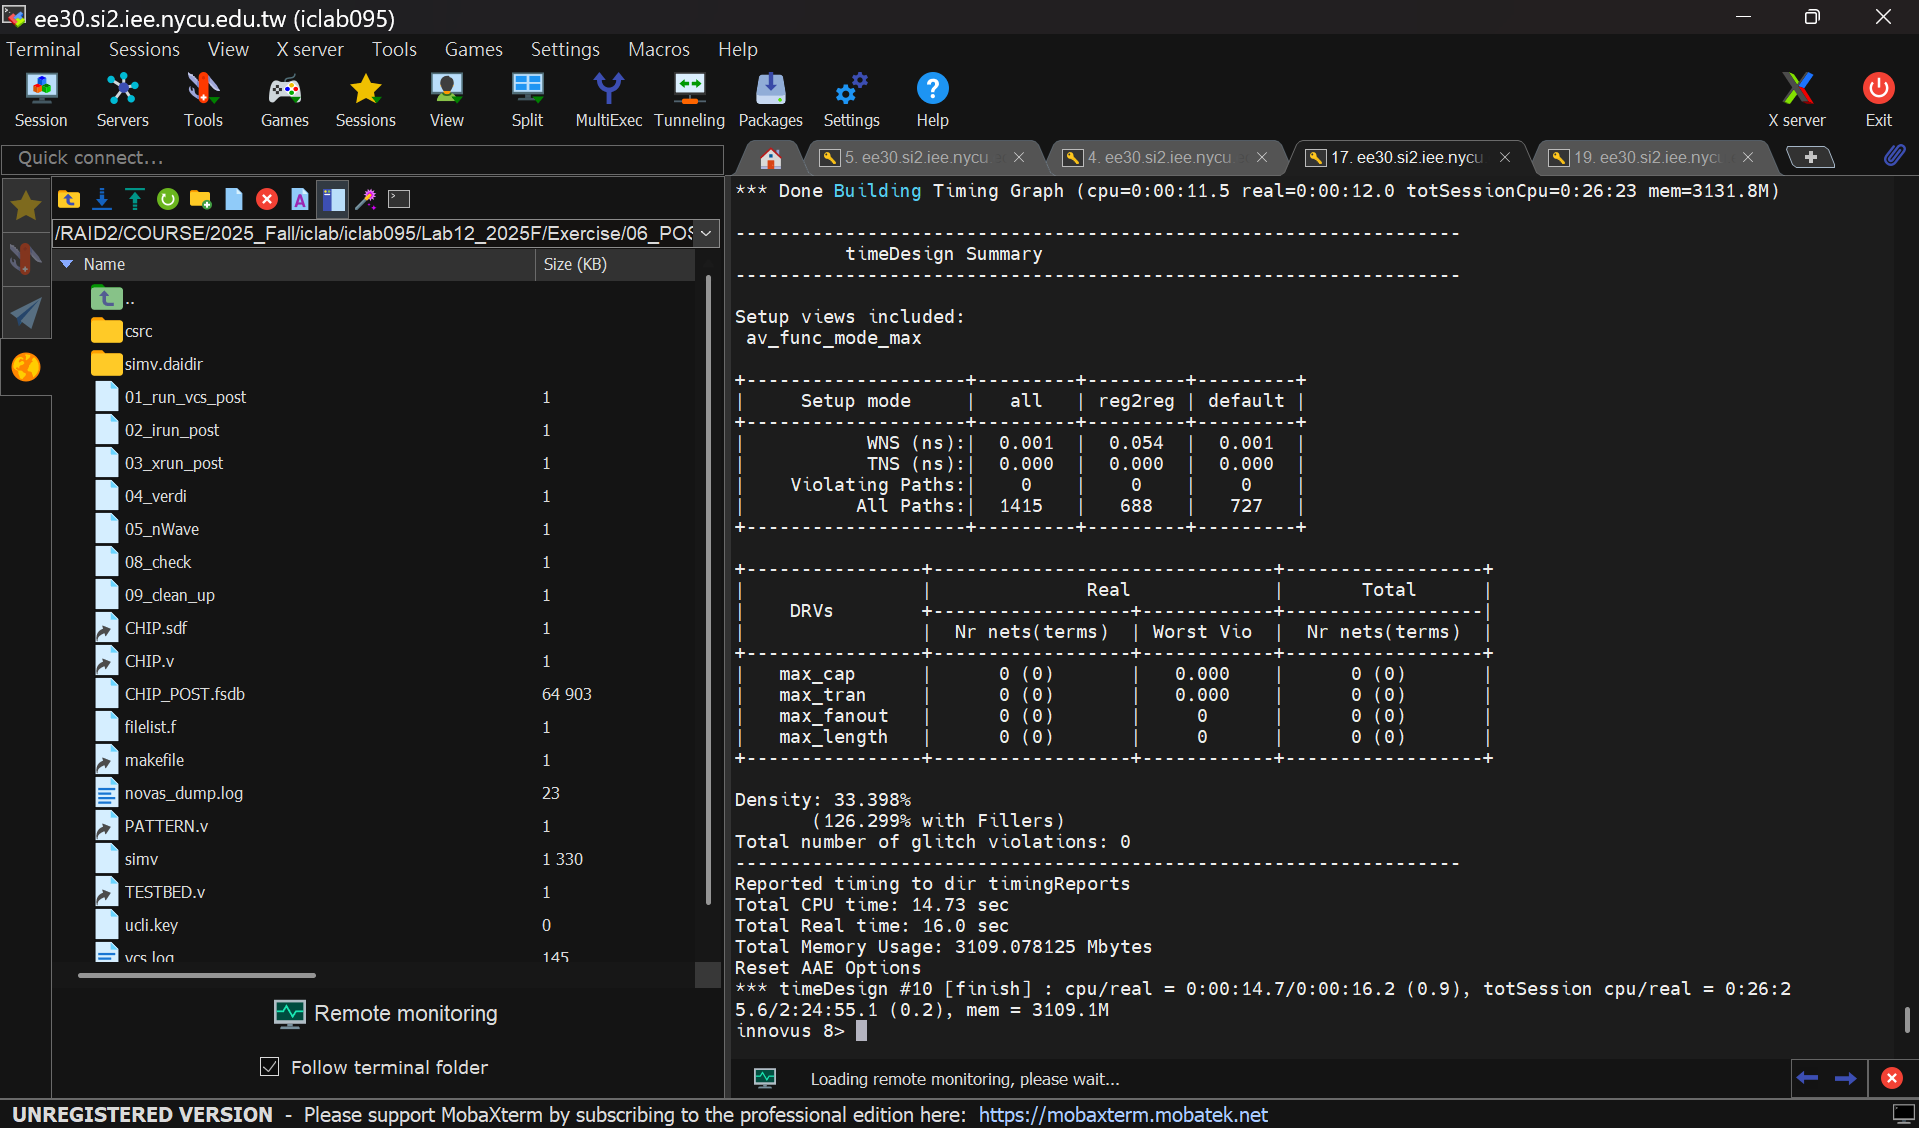 ee30.si2.iee.nycu.edu.tw (iclab095)
Terminal Sessions View X server Tools Games Settings Macros Help
Session Servers Tools Games Sessions View Split MultiExec Tunneling Packages Settings Help X server Exit
Quick connect...
5. ee30.si2.iee.nycu 4. ee30.si2.iee.nycu 17. ee30.si2.iee.nycu 19. ee30.si2.iee.nyc
/RAID2/COURSE/2025_Fall/iclab/iclab095/Lab12_2025F/Exercise/06_POS
Name Size (KB)
..
csrc
simv.daidir
01_run_vcs_post 1
02_irun_post 1
03_xrun_post 1
04_verdi 1
05_nWave 1
08_check 1
09_clean_up 1
CHIP.sdf 1
CHIP.v 1
CHIP_POST.fsdb 64 903
filelist.f 1
makefile 1
novas_dump.log 23
PATTERN.v 1
simv 1 330
TESTBED.v 1
ucli.key 0
vcs.log 145
Remote monitoring
Follow terminal folder
*** Done Building Timing Graph (cpu=0:00:11.5 real=0:00:12.0 totSessionCpu=0:26:23 mem=3131.8M)
------------------------------------------------------------------
          timeDesign Summary
------------------------------------------------------------------
Setup views included:
 av_func_mode_max
+--------------------+---------+---------+---------+
|     Setup mode     |   all   | reg2reg | default |
+--------------------+---------+---------+---------+
|           WNS (ns):|  0.001  |  0.054  |  0.001  |
|           TNS (ns):|  0.000  |  0.000  |  0.000  |
|    Violating Paths:|    0    |    0    |    0    |
|          All Paths:|  1415   |   688   |   727   |
+--------------------+---------+---------+---------+
+----------------+-------------------------------+------------------+
|                |              Real             |       Total      |
|    DRVs        +------------------+------------+------------------|
|                |  Nr nets(terms)  | Worst Vio  |  Nr nets(terms)  |
+----------------+------------------+------------+------------------+
|   max_cap      |      0 (0)       |   0.000    |      0 (0)       |
|   max_tran     |      0 (0)       |   0.000    |      0 (0)       |
|   max_fanout   |      0 (0)       |     0      |      0 (0)       |
|   max_length   |      0 (0)       |     0      |      0 (0)       |
+----------------+------------------+------------+------------------+
Density: 33.398%
       (126.299% with Fillers)
Total number of glitch violations: 0
------------------------------------------------------------------
Reported timing to dir timingReports
Total CPU time: 14.73 sec
Total Real time: 16.0 sec
Total Memory Usage: 3109.078125 Mbytes
Reset AAE Options
*** timeDesign #10 [finish] : cpu/real = 0:00:14.7/0:00:16.2 (0.9), totSession cpu/real = 0:26:2
5.6/2:24:55.1 (0.2), mem = 3109.1M
innovus 8>
Loading remote monitoring, please wait...
UNREGISTERED VERSION - Please support MobaXterm by subscribing to the professional edition here: https://mobaxterm.mobatek.net